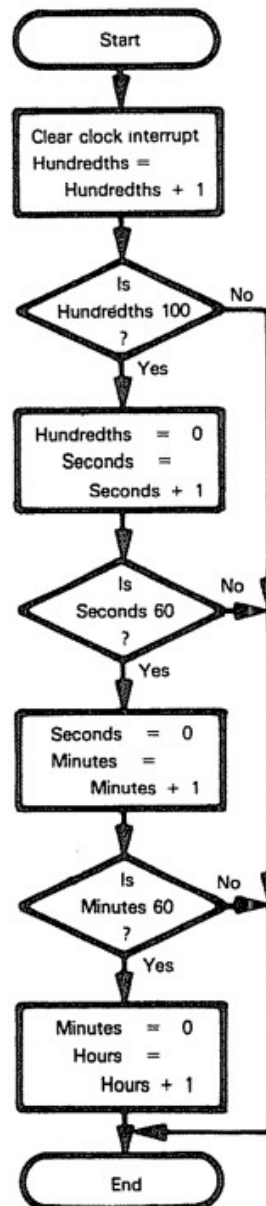 Start
Clear clock interrupt
Hundredths =
Hundredths + 1
Is
Hundredths 100
?
No
Yes
Hundredths = 0
Seconds =
Seconds + 1
Is
Seconds 60
?
No
Yes
Seconds = 0
Minutes =
Minutes + 1
Is
Minutes 60
?
No
Yes
Minutes = 0
Hours =
Hours + 1
End